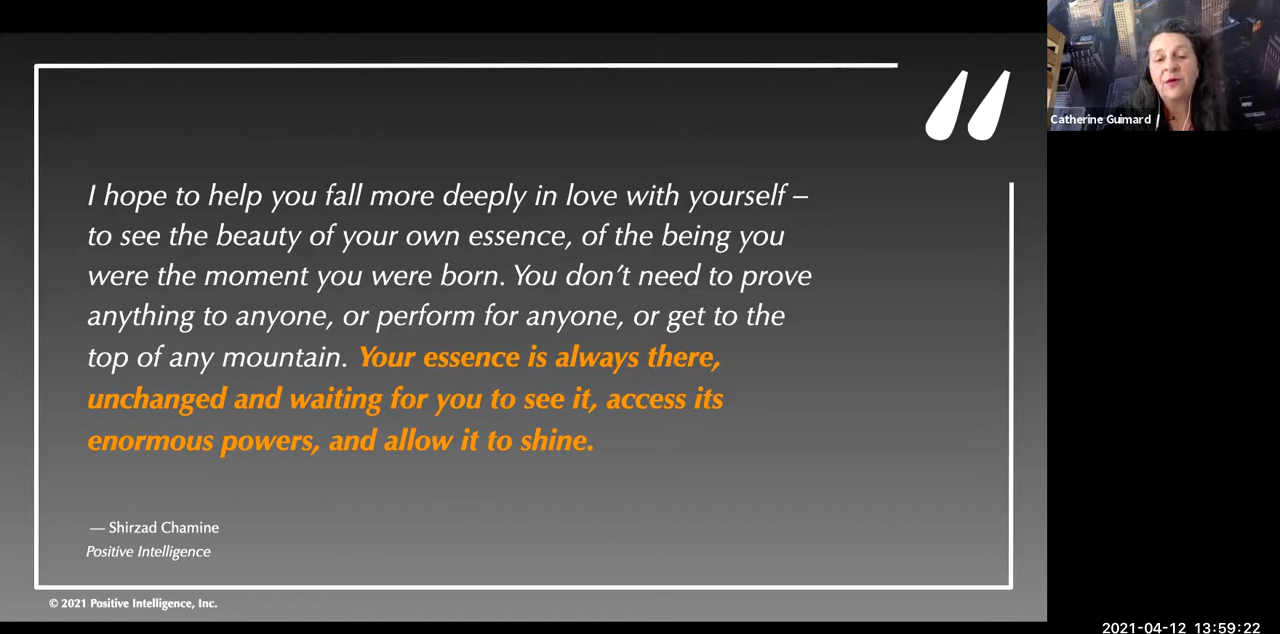 I hope to help you fall more deeply in love with yourself –
to see the beauty of your own essence, of the being you
were the moment you were born. You don't need to prove
anything to anyone, or perform for anyone, or get to the
top of any mountain. Your essence is always there,
unchanged and waiting for you to see it, access its
enormous powers, and allow it to shine.
— Shirzad Chamine
Positive Intelligence
© 2021 Positive Intelligence, Inc.
Catherine Guimard
2021-04-12 13:59:22